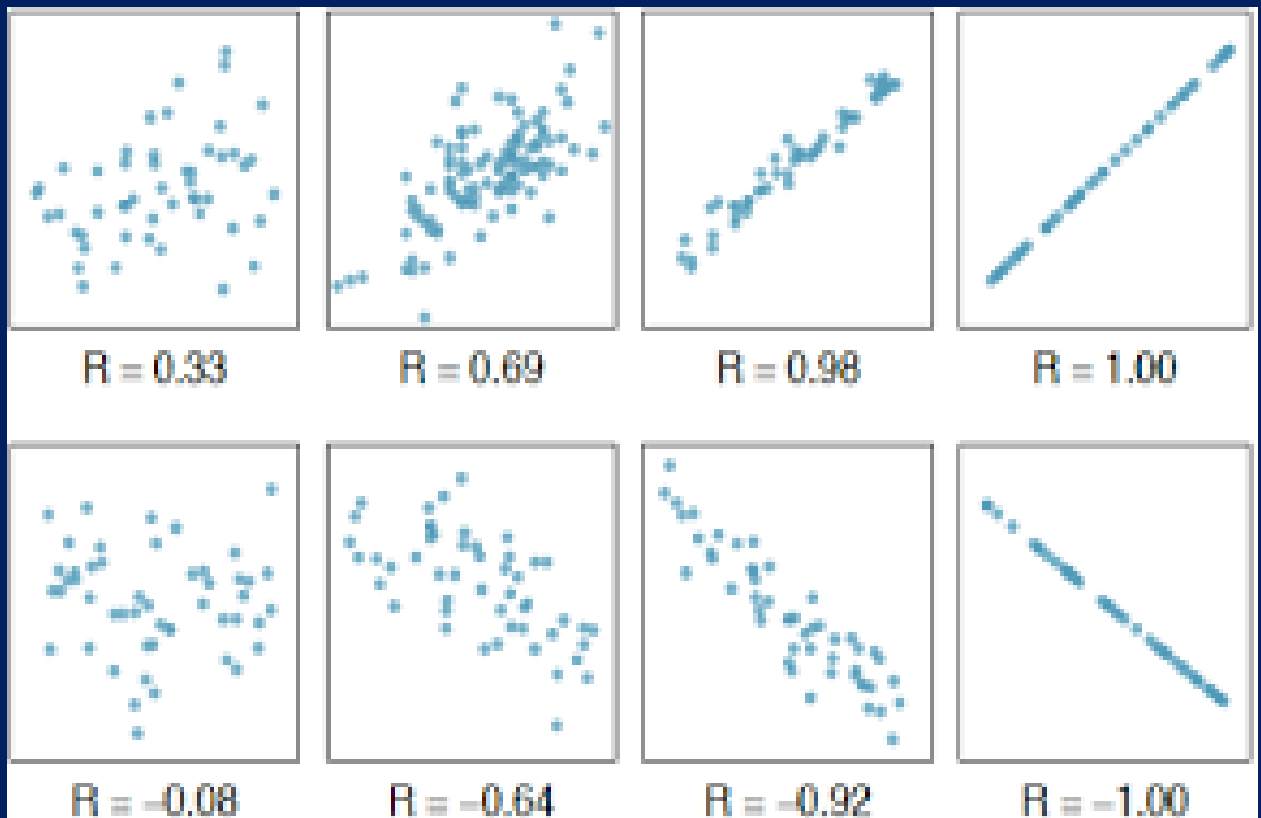 R = 0.33
R = 0.69
R = 0.98
R = 1.00
R = −0.08
R = −0.64
R = −0.92
R = −1.00